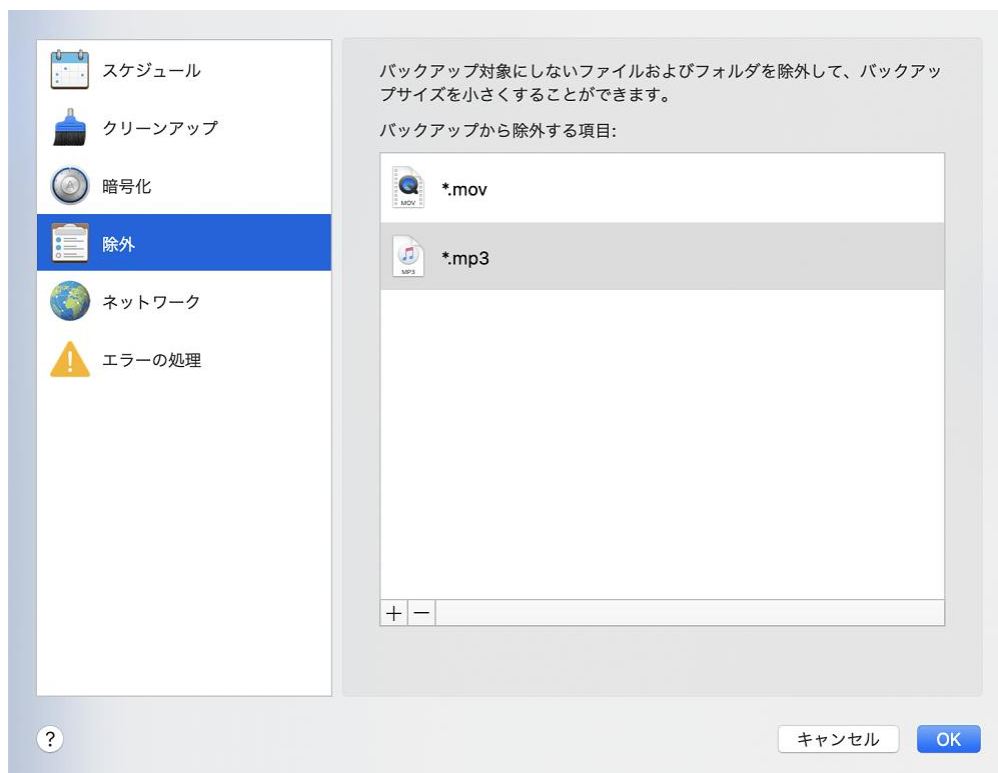 スケジュール
クリーンアップ
暗号化
除外
ネットワーク
エラーの処理
バックアップ対象にしないファイルおよびフォルダを除外して、バックアッ
プサイズを小さくすることができます。
バックアップから除外する項目:
MOV
*.mov
MP3
*.mp3
+ −
?
キャンセル
OK